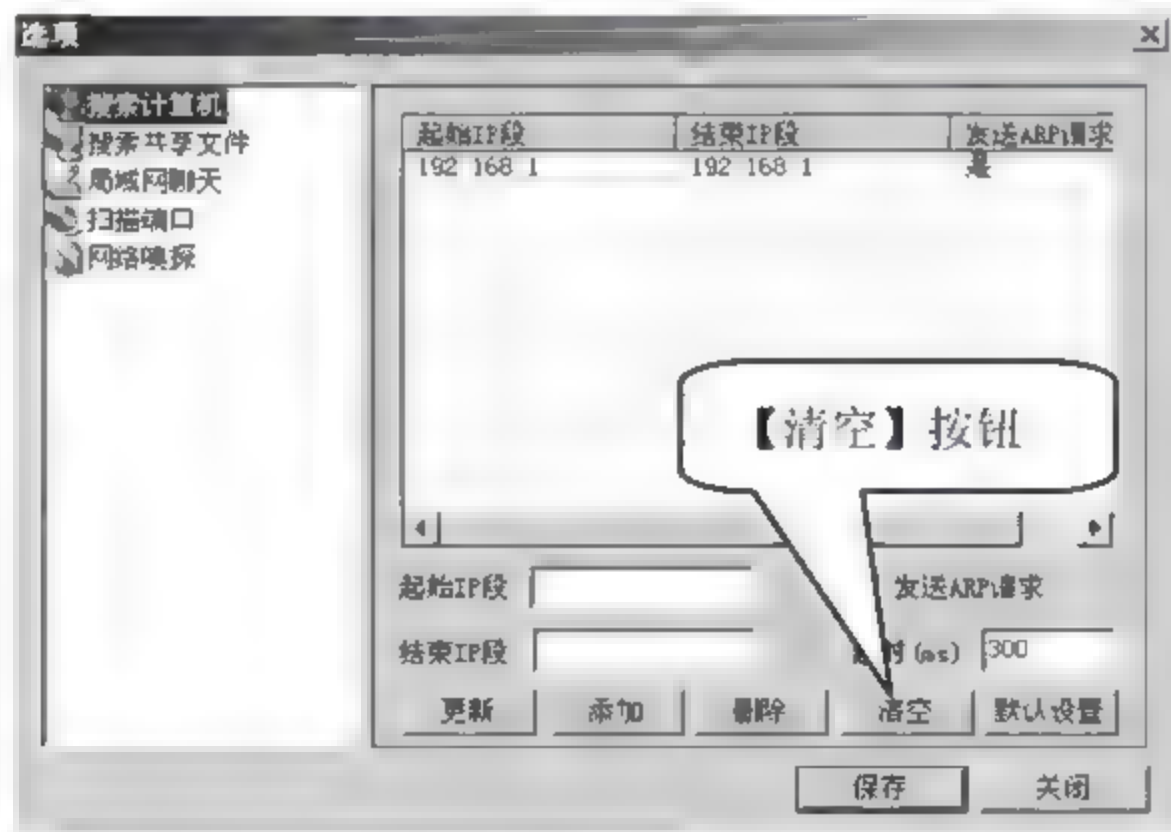 选项
搜索计算机
搜索共享文件
局域网聊天
扫描端口
网络嗅探
起始IP段 结束IP段 发送ARP请求
192 168 1 192 168 1 是
【清空】按钮
起始IP段 发送ARP请求
结束IP段 时(ms) 300
更新 添加 删除 清空 默认设置
保存 关闭